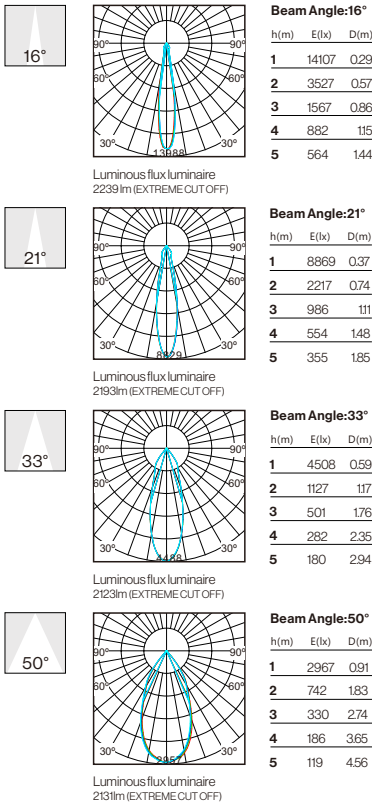 16°
90°
90°
60°
60°
30°
30°
13988
Luminous flux luminaire
2239lm (EXTREME CUT OFF)
Beam Angle:16°
h(m) E(lx) D(m)
1 14107 0.29
2 3527 0.57
3 1567 0.86
4 882 1.15
5 564 1.44
21°
90°
90°
60°
60°
30°
30°
8829
Luminous flux luminaire
2193lm (EXTREME CUT OFF)
Beam Angle:21°
h(m) E(lx) D(m)
1 8869 0.37
2 2217 0.74
3 986 1.11
4 554 1.48
5 355 1.85
33°
90°
90°
60°
60°
30°
30°
4488
Luminous flux luminaire
2123lm (EXTREME CUT OFF)
Beam Angle:33°
h(m) E(lx) D(m)
1 4508 0.59
2 1127 1.17
3 501 1.76
4 282 2.35
5 180 2.94
50°
90°
90°
60°
60°
30°
30°
2957
Luminous flux luminaire
2131lm (EXTREME CUT OFF)
Beam Angle:50°
h(m) E(lx) D(m)
1 2967 0.91
2 742 1.83
3 330 2.74
4 186 3.65
5 119 4.56